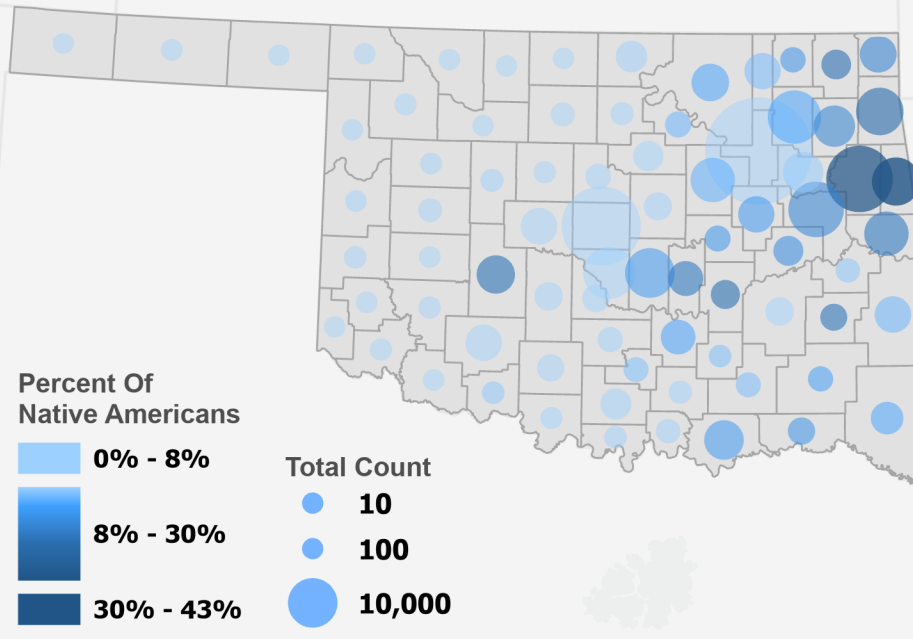 Percent Of
Native Americans
0% - 8%
8% - 30%
30% - 43%
Total Count
10
100
10,000